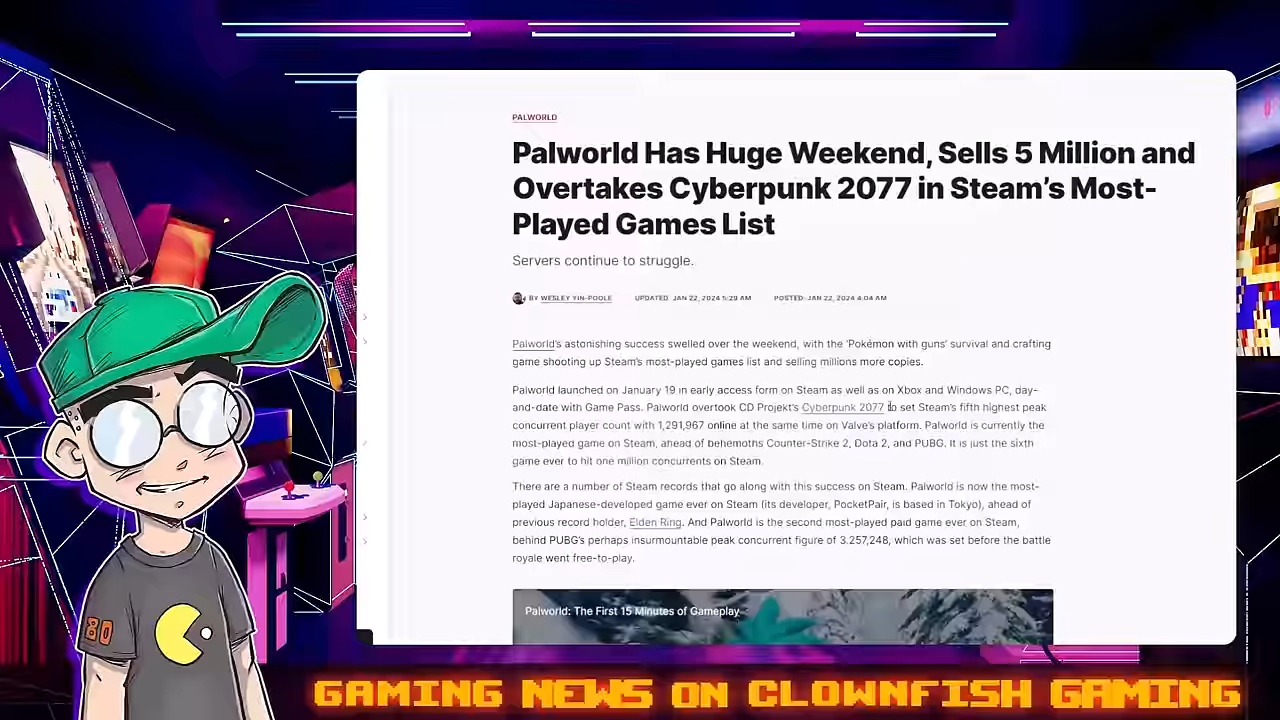 PALWORLD
Palworld Has Huge Weekend, Sells 5 Million and
Overtakes Cyberpunk 2077 in Steam's Most-
Played Games List
Servers continue to struggle.
BY WESLEY YIN-POOLE UPDATED: JAN 22, 2024 5:29 AM POSTED: JAN 22, 2024 4:04 AM
Palworld's astonishing success swelled over the weekend, with the 'Pokémon with guns' survival and crafting
game shooting up Steam's most-played games list and selling millions more copies.
Palworld launched on January 19 in early access form on Steam as well as on Xbox and Windows PC, day-
and-date with Game Pass. Palworld overtook CD Projekt's Cyberpunk 2077 to set Steam's fifth highest peak
concurrent player count with 1,291,967 online at the same time on Valve's platform. Palworld is currently the
most-played game on Steam, ahead of behemoths Counter-Strike 2, Dota 2, and PUBG. It is just the sixth
game ever to hit one million concurrents on Steam.
There are a number of Steam records that go along with this success on Steam. Palworld is now the most-
played Japanese-developed game ever on Steam (its developer, PocketPair, is based in Tokyo), ahead of
previous record holder, Elden Ring. And Palworld is the second most-played paid game ever on Steam,
behind PUBG's perhaps insurmountable peak concurrent figure of 3,257,248, which was set before the battle
royale went free-to-play.
Palworld: The First 15 Minutes of Gameplay
80
GAMING NEWS ON CLOWNFISH GAMING